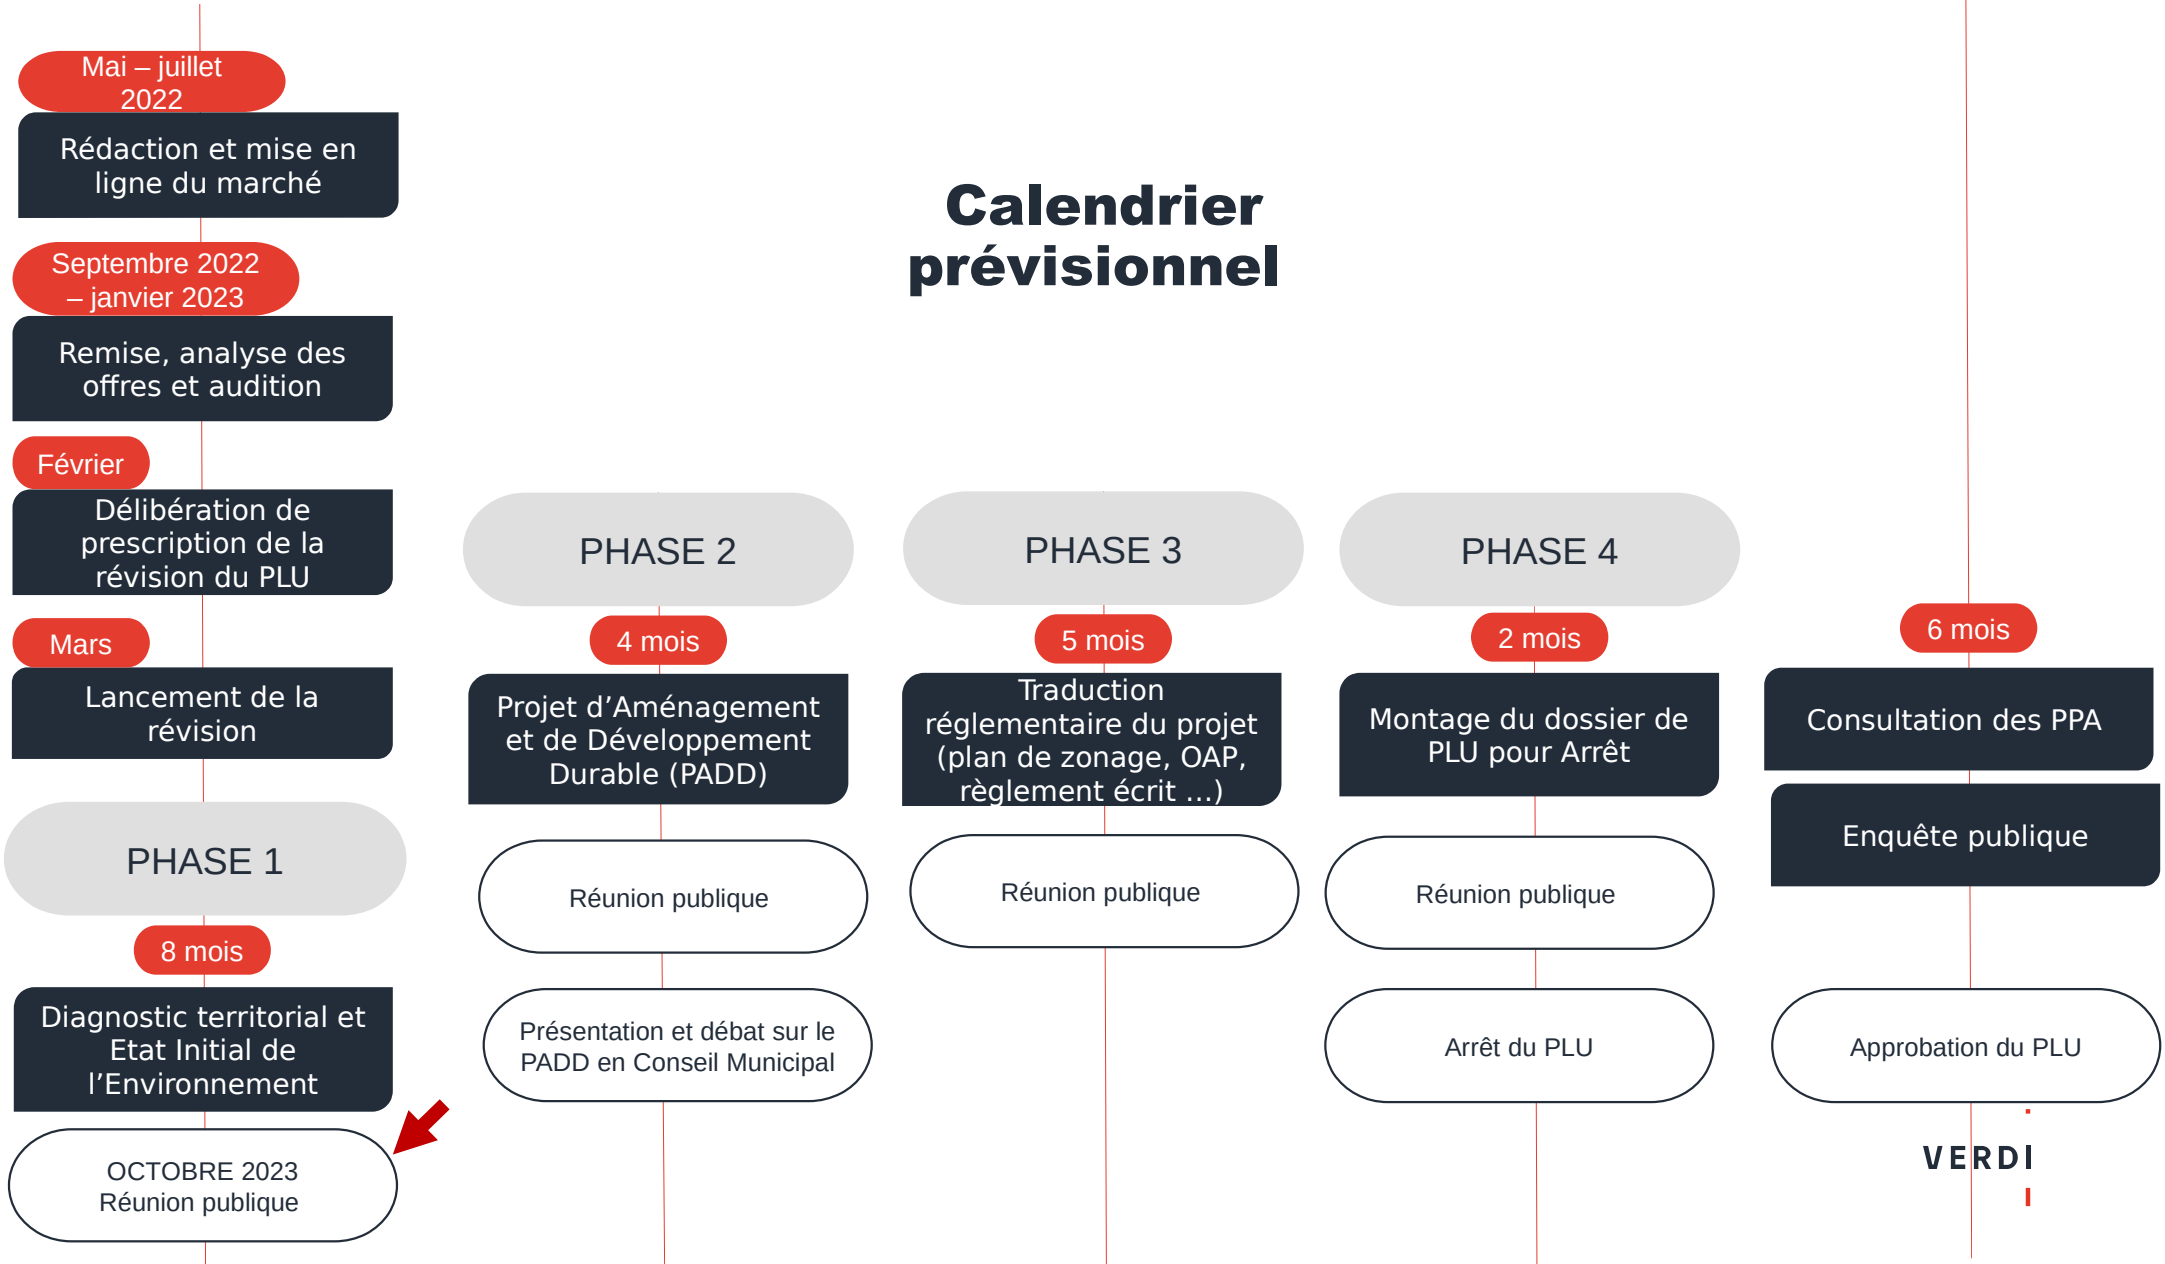 Calendrier
prévisionnel
Mai – juillet
2022
Rédaction et mise en
ligne du marché
Septembre 2022
– janvier 2023
Remise, analyse des
offres et audition
Février
Délibération de
prescription de la
révision du PLU
Mars
Lancement de la
révision
PHASE 1
8 mois
Diagnostic territorial et
Etat Initial de
l’Environnement
OCTOBRE 2023
Réunion publique
PHASE 2
4 mois
Projet d’Aménagement
et de Développement
Durable (PADD)
Réunion publique
Présentation et débat sur le
PADD en Conseil Municipal
PHASE 3
5 mois
Traduction
réglementaire du projet
(plan de zonage, OAP,
règlement écrit …)
Réunion publique
PHASE 4
2 mois
Montage du dossier de
PLU pour Arrêt
Réunion publique
Arrêt du PLU
6 mois
Consultation des PPA
Enquête publique
Approbation du PLU
VERDI